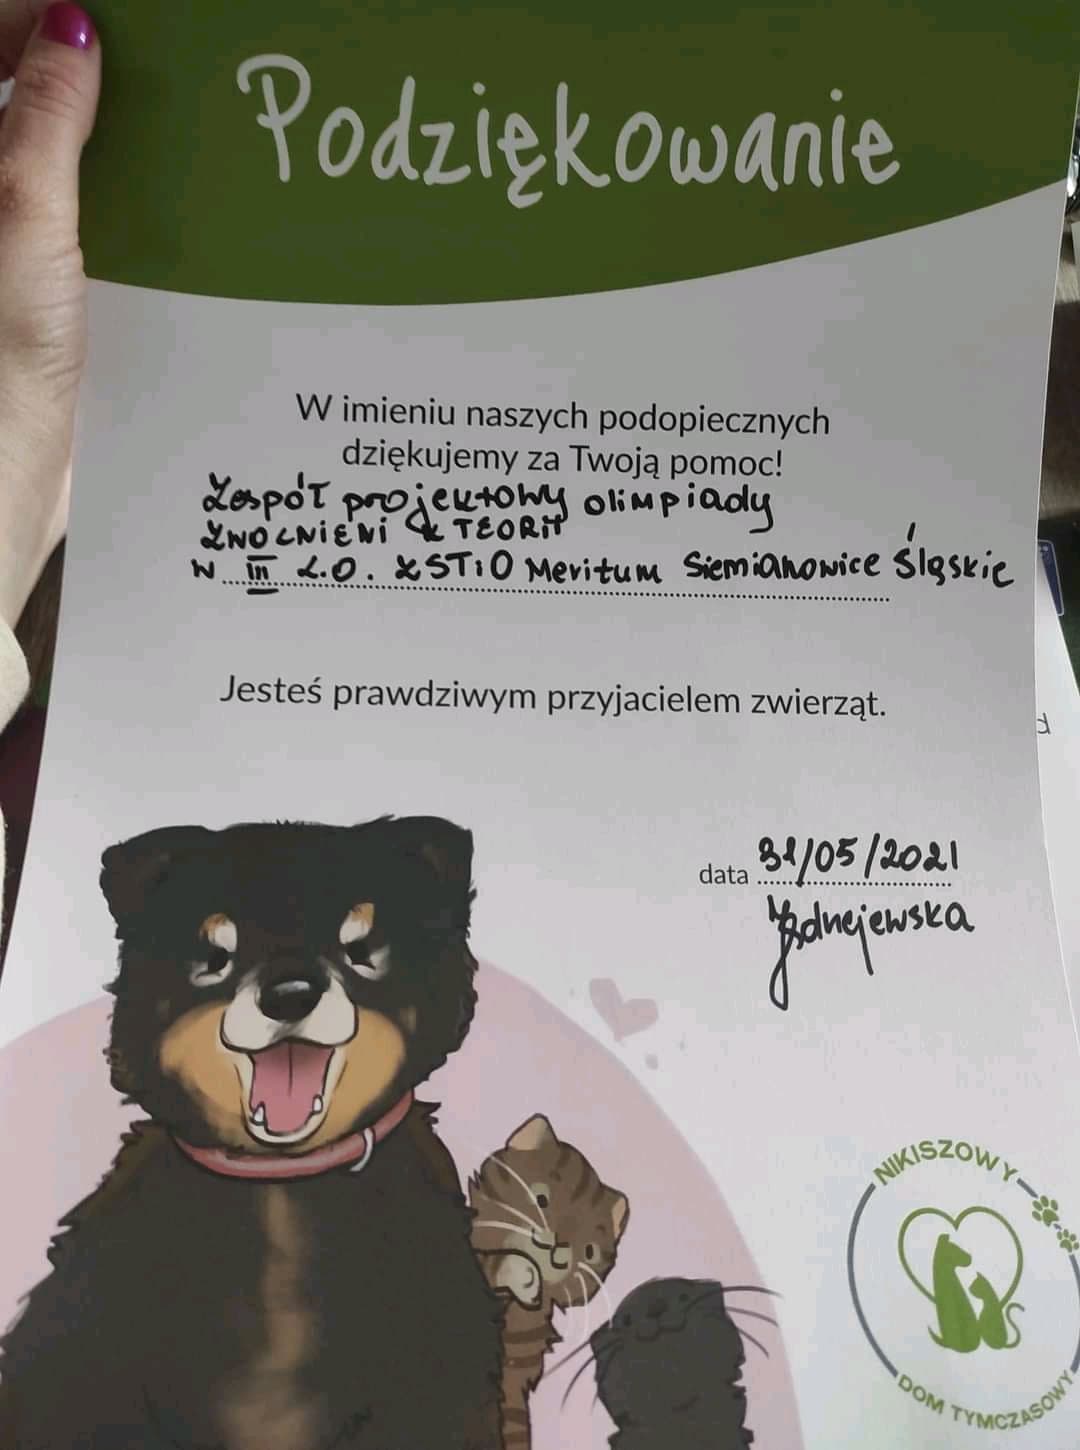 Podziękowanie
W imieniu naszych podopiecznych
dziękujemy za Twoją pomoc!
Zespół projektowy olimpiady
ZWOLNIENI Z TEORII
w III L.O. ZSTiO Meritum Siemianowice Śląskie
Jesteś prawdziwym przyjacielem zwierząt.
data 31/05/2021
NIKISZOWY
DOM TYMCZASOWY